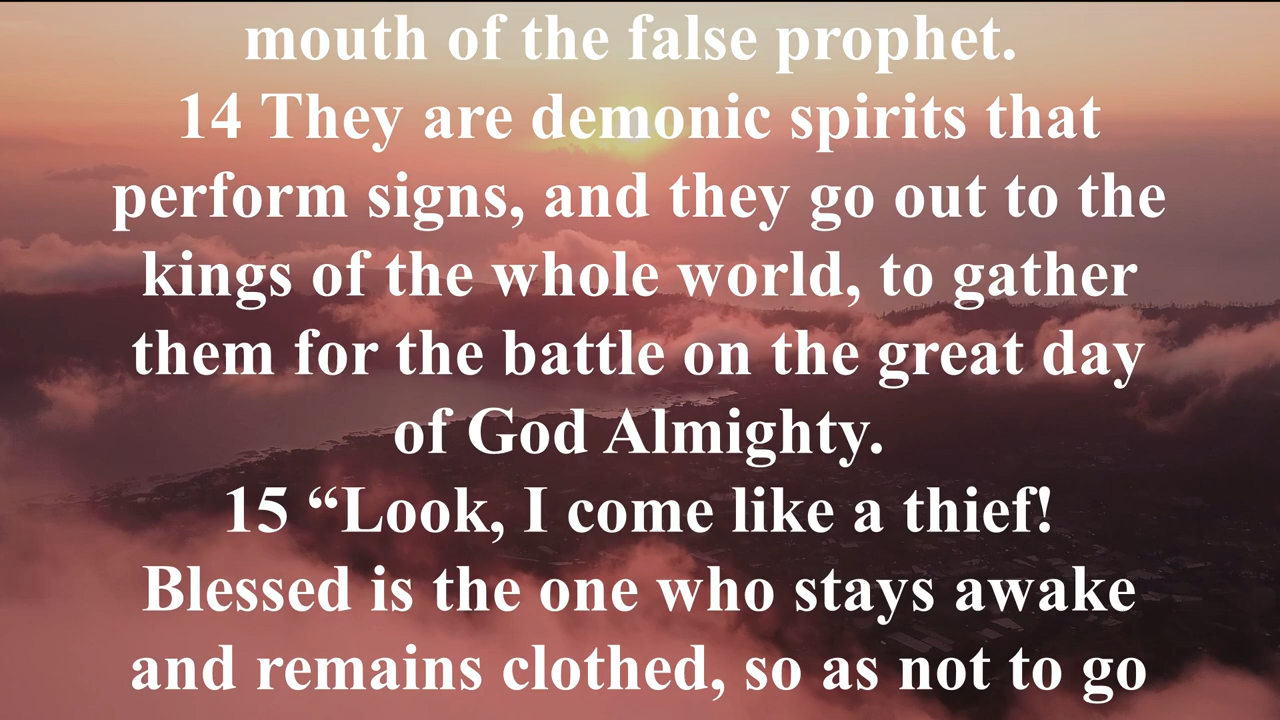 mouth of the false prophet.
14 They are demonic spirits that
perform signs, and they go out to the
kings of the whole world, to gather
them for the battle on the great day
of God Almighty.
15 “Look, I come like a thief!
Blessed is the one who stays awake
and remains clothed, so as not to go